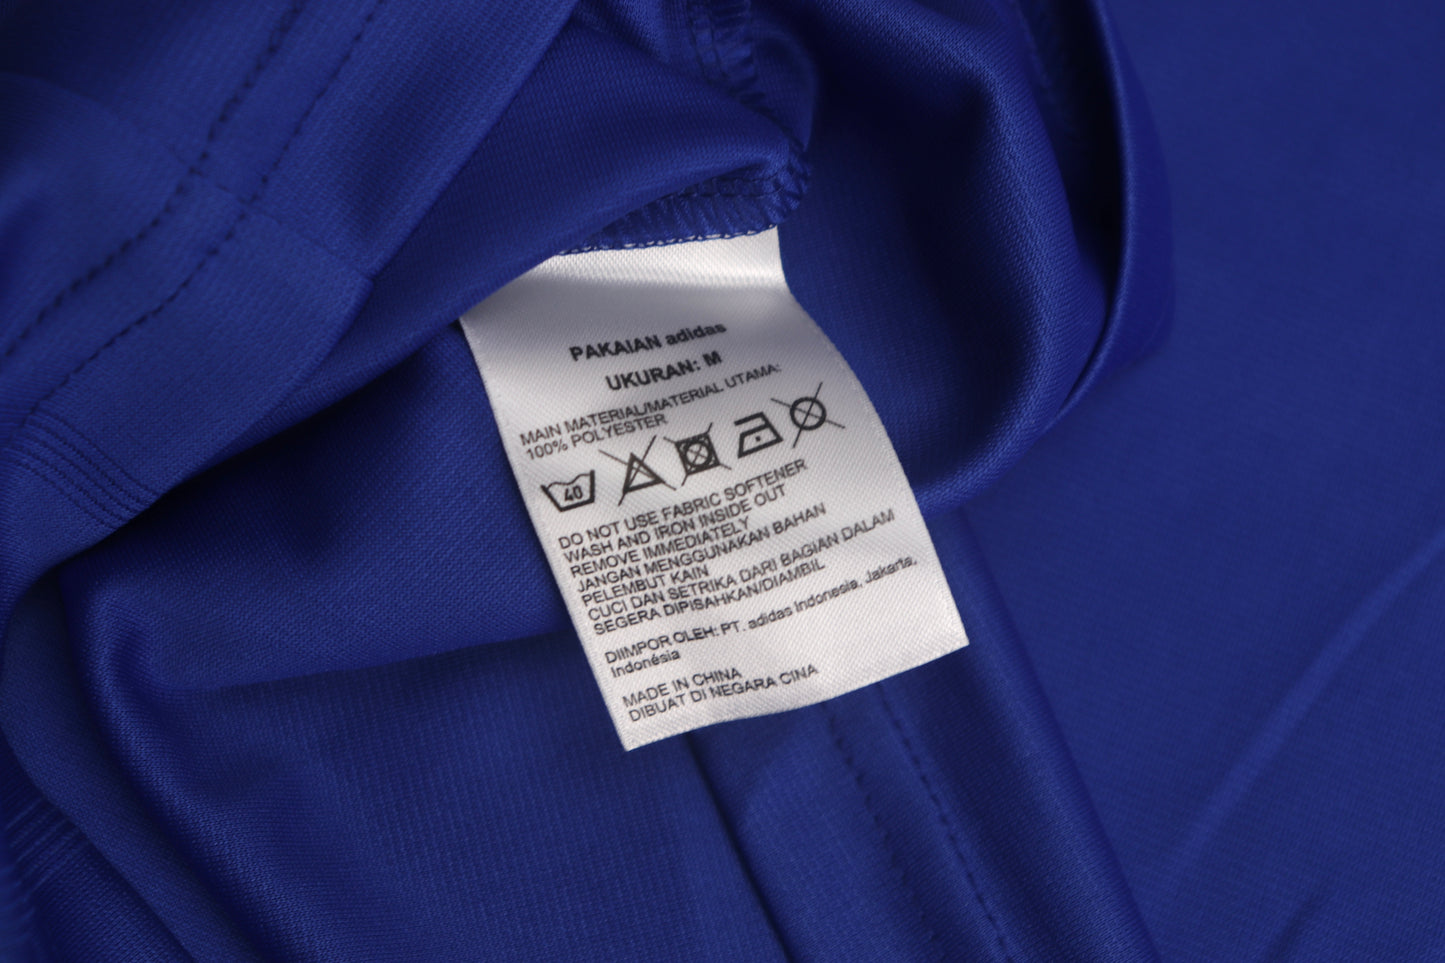 PAKAIAN adidas
UKURAN: M
MAIN MATERIAL/MATERIAL UTAMA:
100% POLYESTER
40
DO NOT USE FABRIC SOFTENER
WASH AND IRON INSIDE OUT
REMOVE IMMEDIATELY
JANGAN MENGGUNAKAN BAHAN
PELEMBUT KAIN
CUCI DAN SETRIKA DARI BAGIAN DALAM
SEGERA DIPISAHKAN/DIAMBIL
DIIMPOR OLEH: PT. adidas Indonesia, Jakarta,
Indonésia
MADE IN CHINA
DIBUAT DI NEGARA CINA